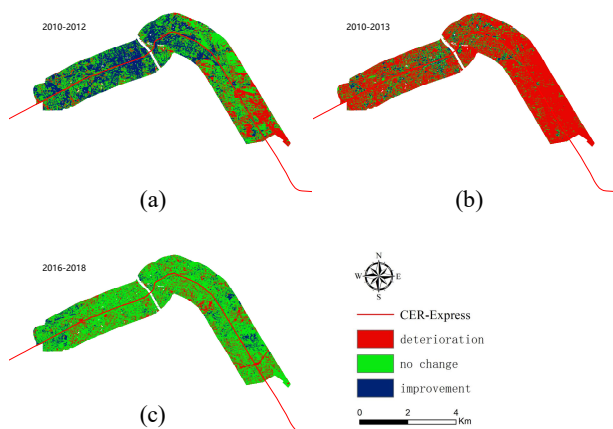 2010-2012
2010-2013
(a)
(b)
2016-2018
(c)
N
W E
S
CER-Express
deterioration
no change
improvement
0 2 4
Km